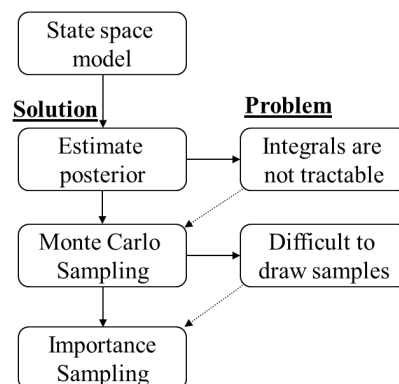 State space
model
Solution
Problem
Estimate
posterior
Integrals are
not tractable
Monte Carlo
Sampling
Difficult to
draw samples
Importance
Sampling